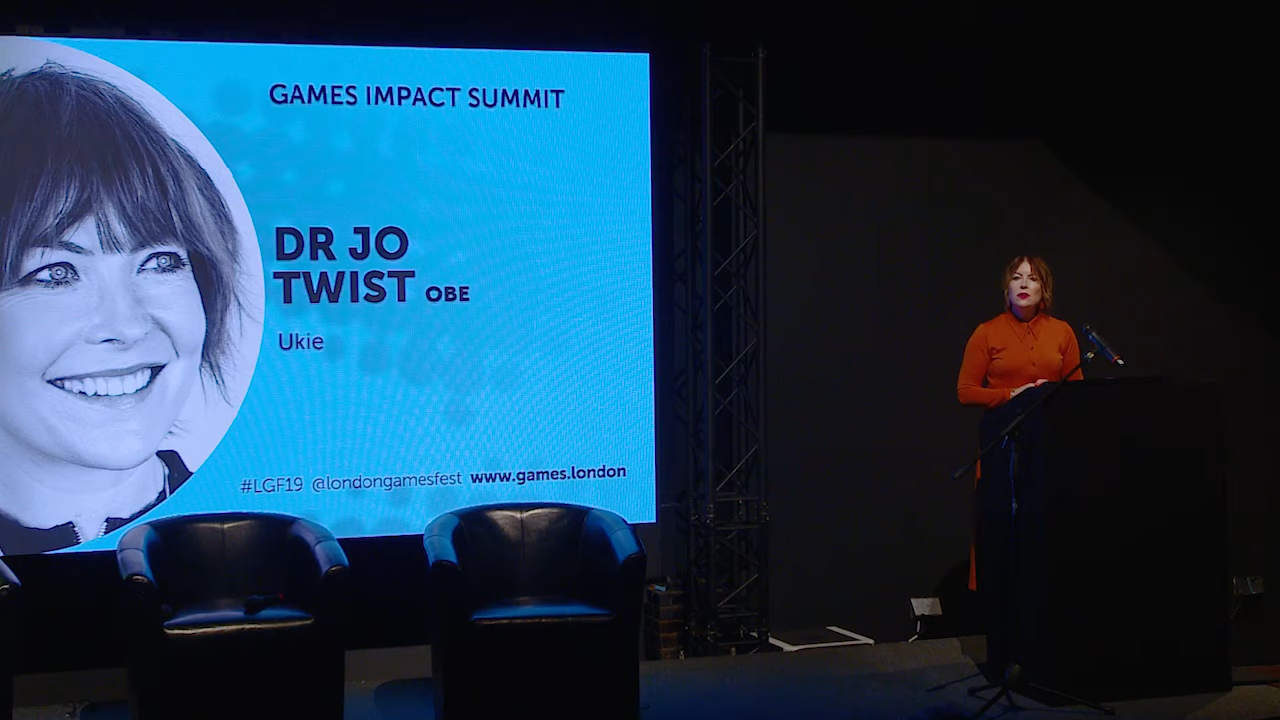 GAMES IMPACT SUMMIT
DR JO
TWIST OBE
Ukie
#LGF19 @londongamesfest www.games.london